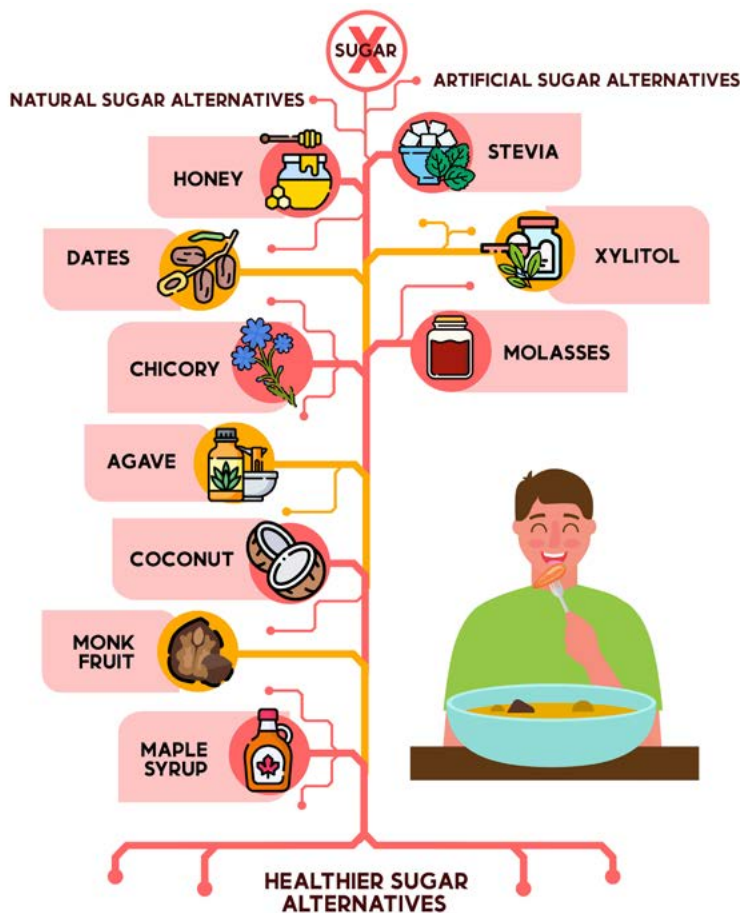 SUGAR
ARTIFICIAL SUGAR ALTERNATIVES
NATURAL SUGAR ALTERNATIVES
HONEY
STEVIA
DATES
XYLITOL
CHICORY
MOLASSES
AGAVE
COCONUT
MONK
FRUIT
MAPLE
SYRUP
HEALTHIER SUGAR
ALTERNATIVES